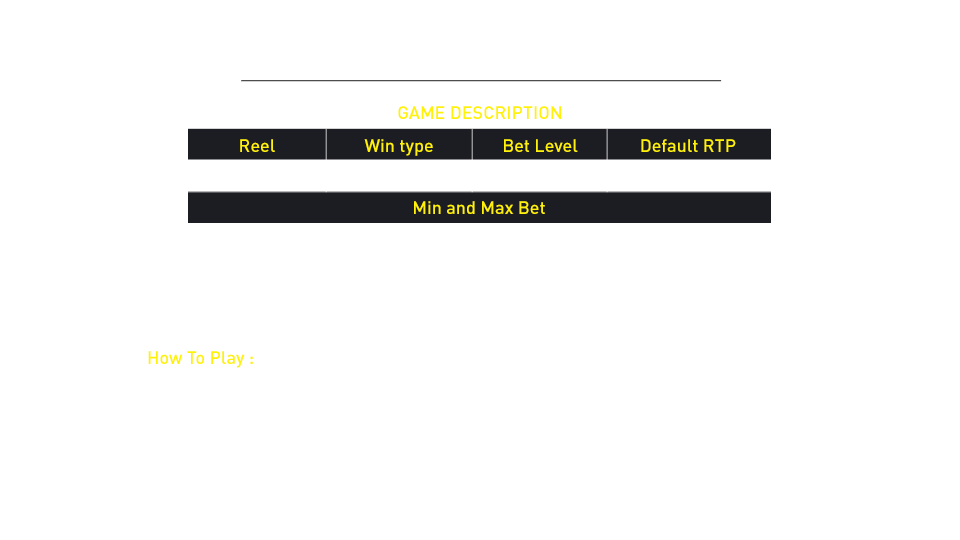 GAME DESCRIPTION
Reel Win type Bet Level Default RTP
Min and Max Bet
How To Play :